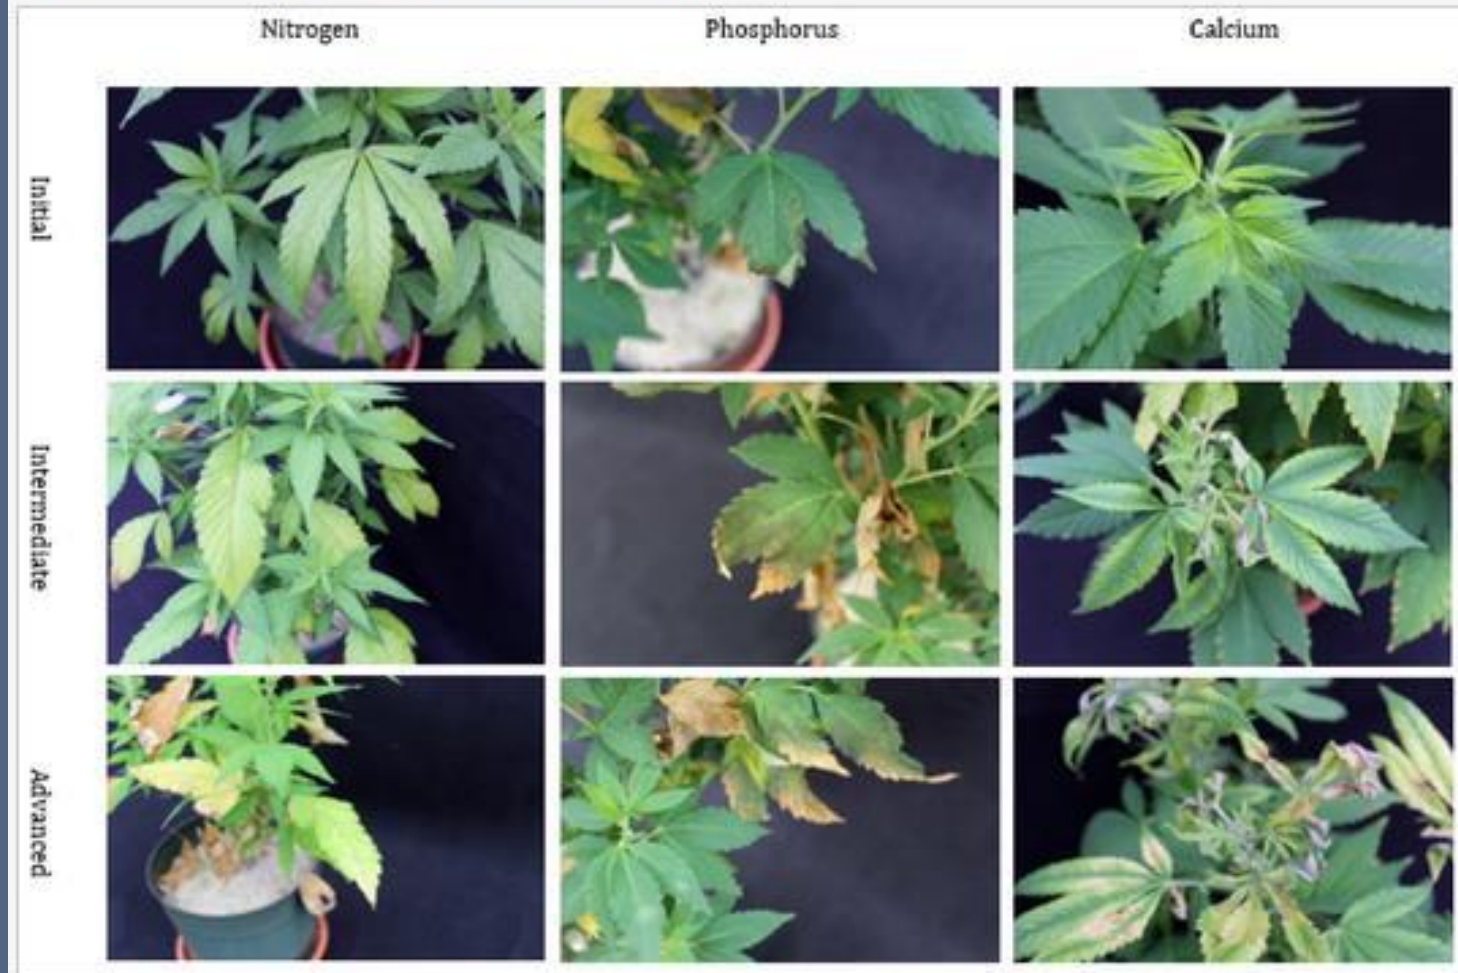 Nitrogen Phosphorus Calcium
Initial
Intermediate
Advanced